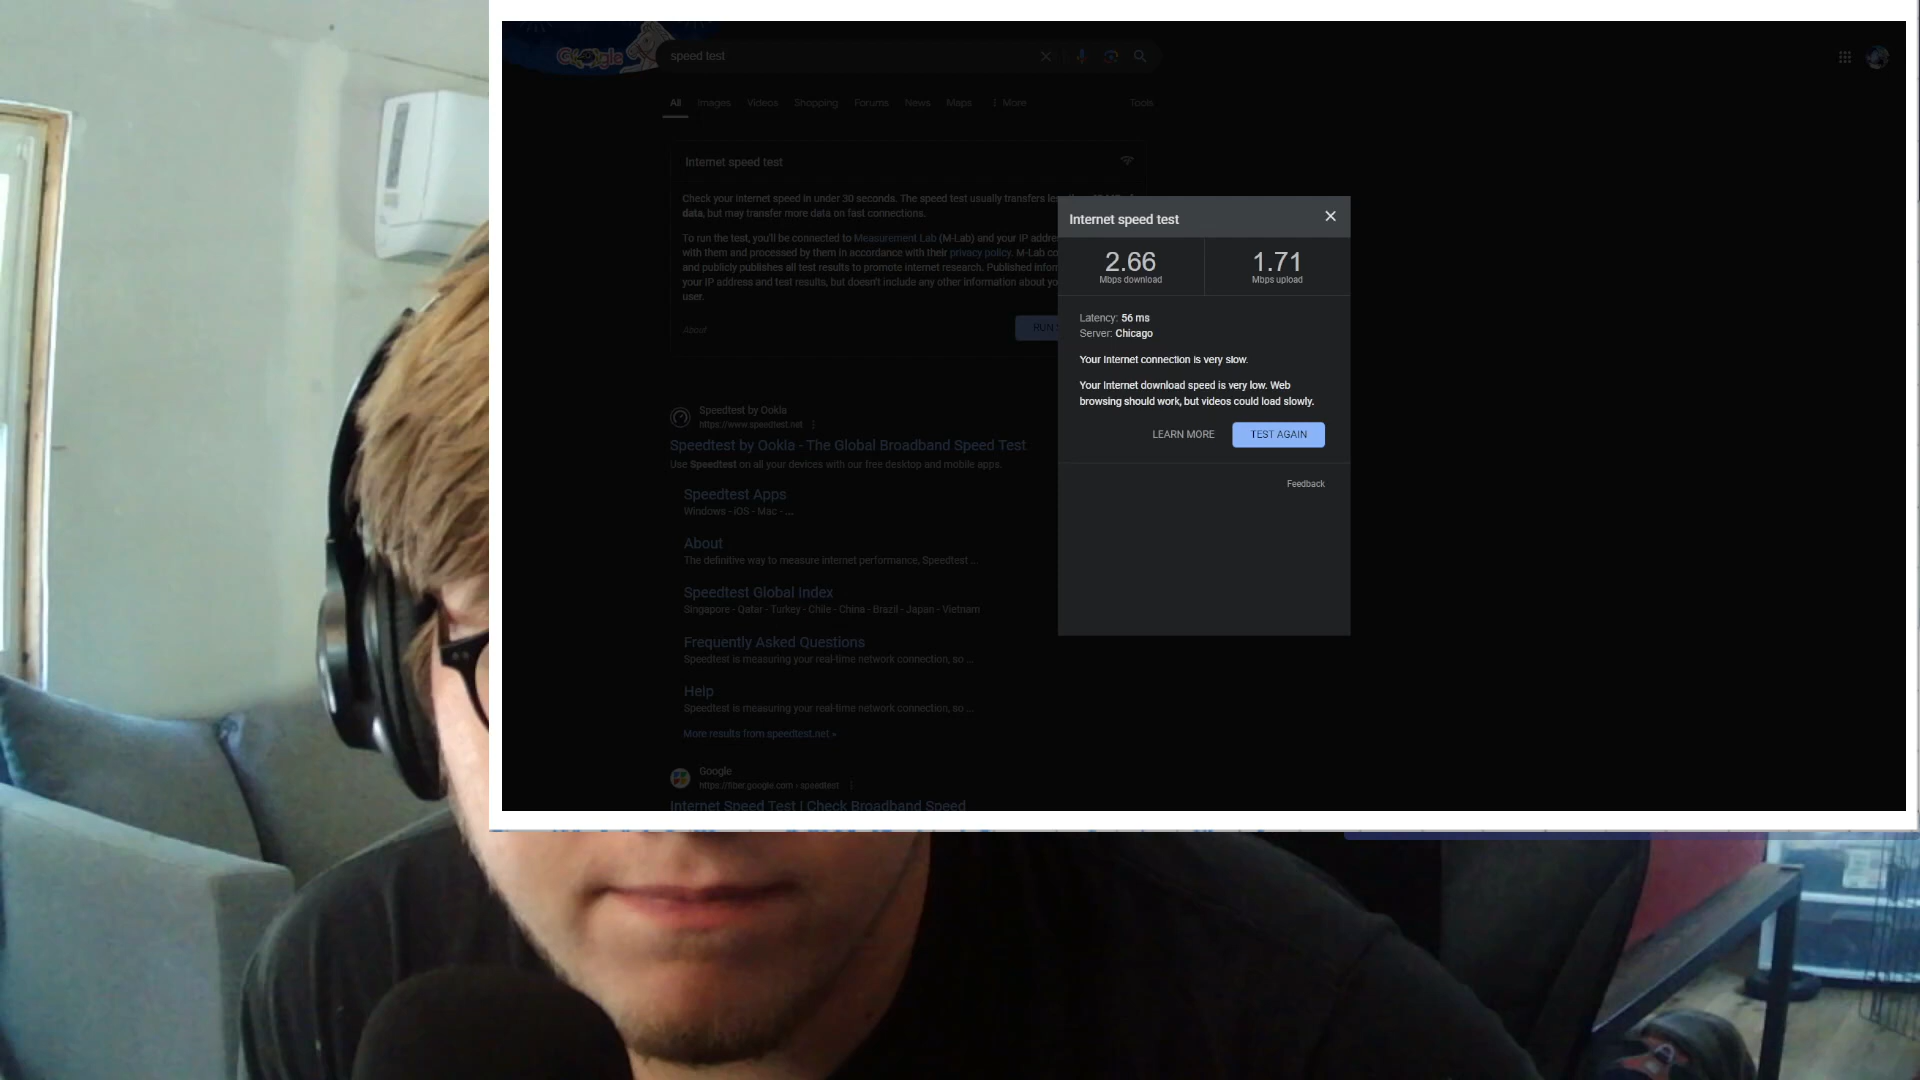 Google
speed test
All Images Videos Shopping Forums News Maps More
Tools
Internet speed test
Check your Internet speed in under 30 seconds. The speed test usually transfers
data, but may transfer more data on fast connections.
To run the test, you'll be connected to Measurement Lab (M-Lab) and your IP
with them and processed by them in accordance with their privacy policy. M-Lab
and publicly publishes all test results to promote internet research. Published
your IP address and test results, but doesn't include any other information about
user.
About
RUN
Speedtest by Ookla
https://www.speedtest.net
Speedtest by Ookla - The Global Broadband Speed Test
Use Speedtest on all your devices with our free desktop and mobile apps.
Speedtest Apps
Windows - iOS - Mac - ...
About
The definitive way to measure internet performance, Speedtest ...
Speedtest Global Index
Singapore - Qatar - Turkey - Chile - China - Brazil - Japan - Vietnam
Frequently Asked Questions
Speedtest is measuring your real-time network connection, so ...
Help
Speedtest is measuring your real-time network connection, so ...
More results from speedtest.net
Google
https://fiber.google.com › speedtest
Internet Speed Test | Check Broadband Speed
Internet speed test
2.66 1.71
Mbps download Mbps upload
Latency: 56 ms
Server: Chicago
Your Internet connection is very slow.
Your Internet download speed is very low. Web
browsing should work, but videos could load slowly.
LEARN MORE TEST AGAIN
Feedback